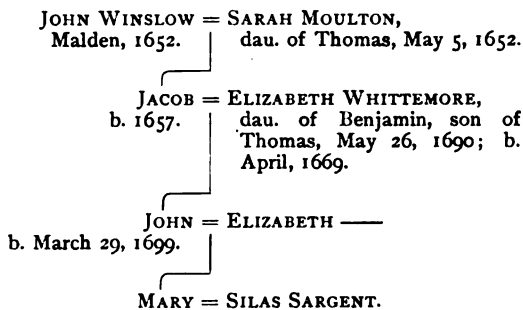 JOHN WINSLOW = SARAH MOULTON,
Malden, 1652. dau. of Thomas, May 5, 1652.
JACOB = ELIZABETH WHITTEMORE,
b. 1657. dau. of Benjamin, son of
Thomas, May 26, 1690; b.
April, 1669.
JOHN = ELIZABETH ——
b. March 29, 1699.
MARY = SILAS SARGENT.